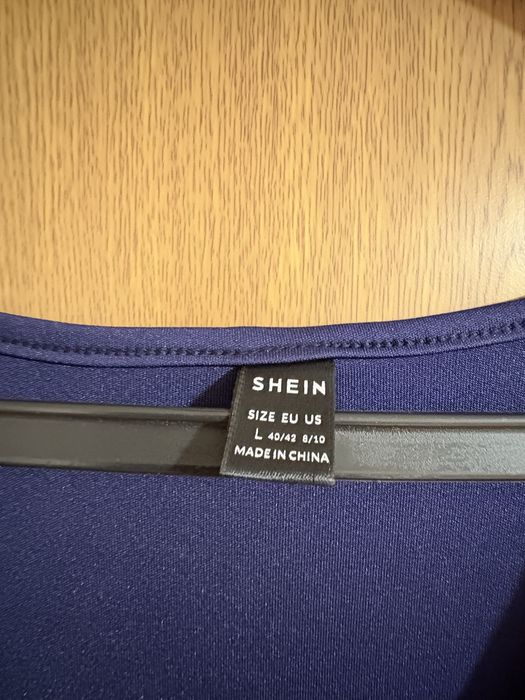 SHEIN
SIZE EU US
L 40/42 8/10
MADE IN CHINA